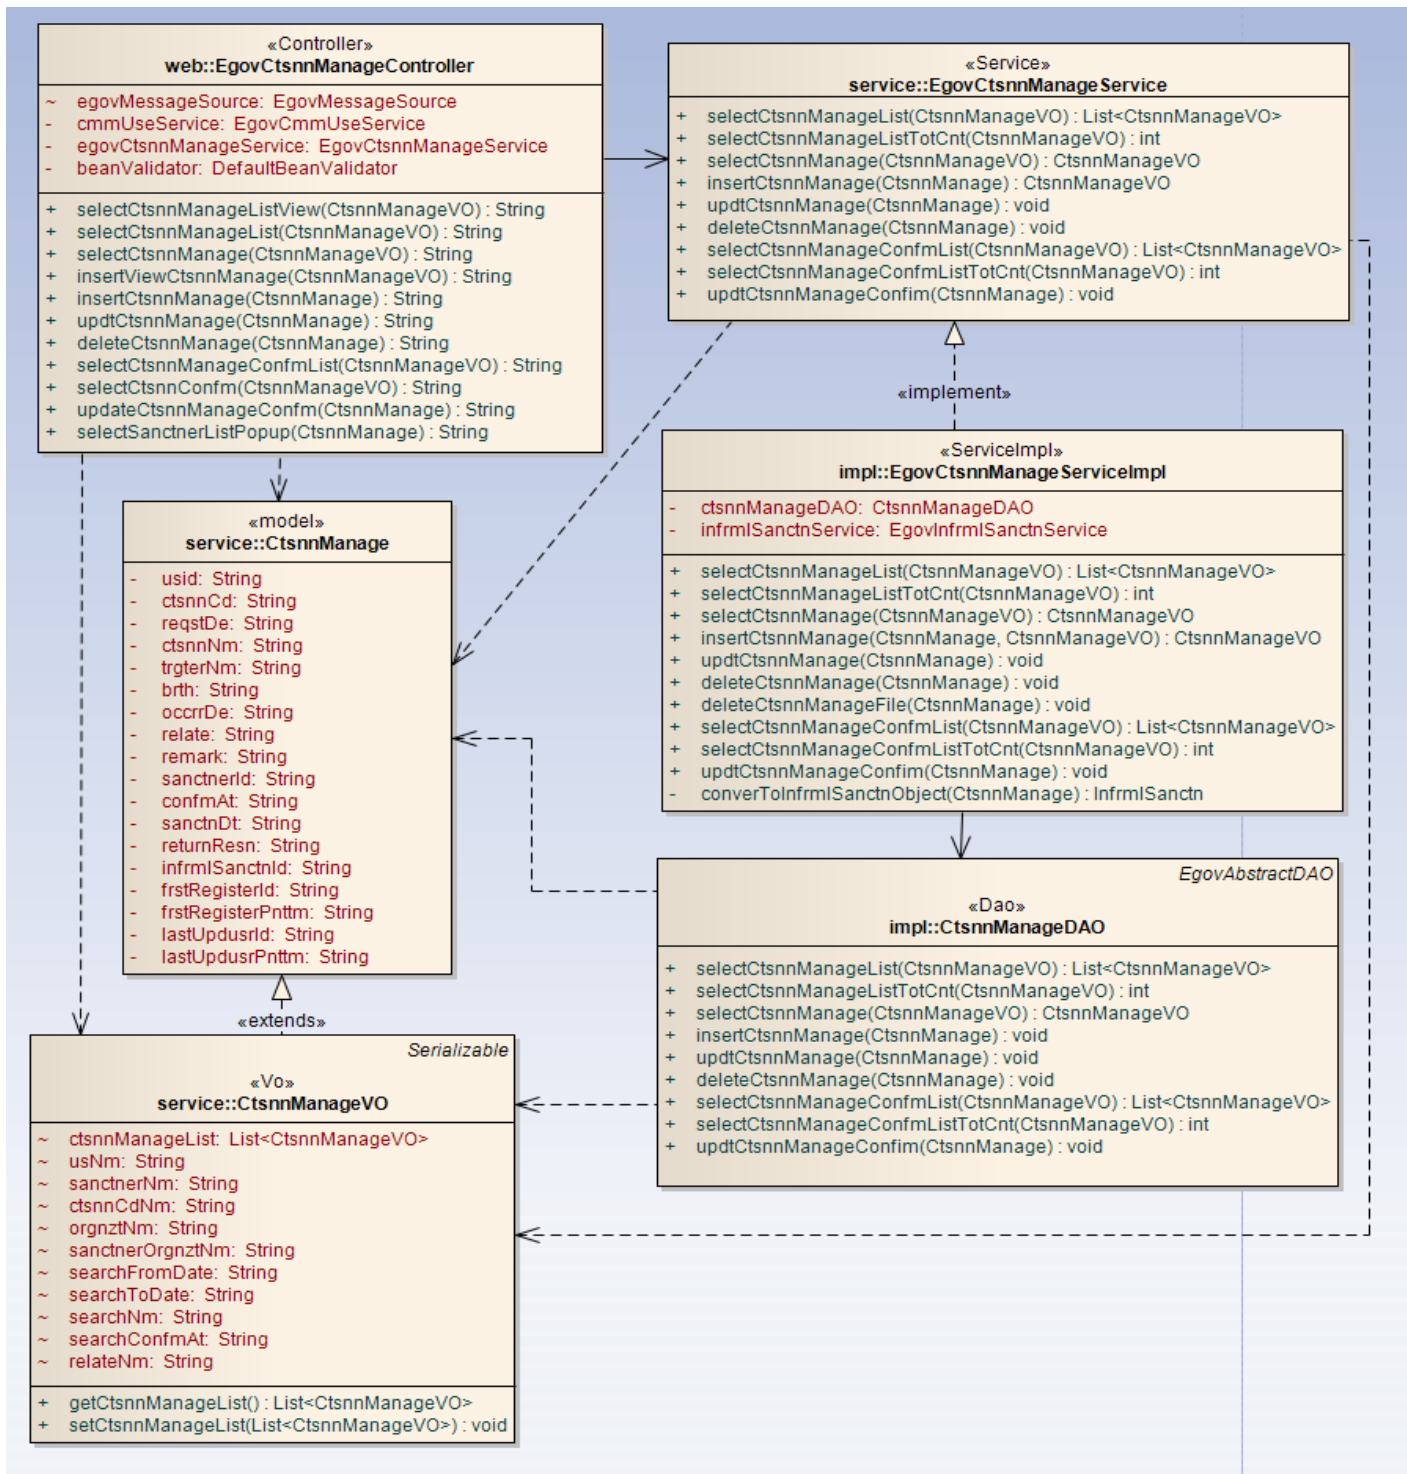 «Controller»
web::EgovCtsnnManageController
~ egovMessageSource: EgovMessageSource
- cmmUseService: EgovCmmUseService
- egovCtsnnManageService: EgovCtsnnManageService
- beanValidator: DefaultBeanValidator
+ selectCtsnnManageListView(CtsnnManageVO) : String
+ selectCtsnnManageList(CtsnnManageVO) : String
+ selectCtsnnManage(CtsnnManageVO) : String
+ insertViewCtsnnManage(CtsnnManageVO) : String
+ insertCtsnnManage(CtsnnManage) : String
+ updtCtsnnManage(CtsnnManage) : String
+ deleteCtsnnManage(CtsnnManage) : String
+ selectCtsnnManageConfmList(CtsnnManageVO) : String
+ selectCtsnnConfm(CtsnnManageVO) : String
+ updateCtsnnManageConfm(CtsnnManage) : String
+ selectSanctnerListPopup(CtsnnManage) : String
«Service»
service::EgovCtsnnManageService
+ selectCtsnnManageList(CtsnnManageVO) : List<CtsnnManageVO>
+ selectCtsnnManageListTotCnt(CtsnnManageVO) : int
+ selectCtsnnManage(CtsnnManageVO) : CtsnnManageVO
+ insertCtsnnManage(CtsnnManage) : CtsnnManageVO
+ updtCtsnnManage(CtsnnManage) : void
+ deleteCtsnnManage(CtsnnManage) : void
+ selectCtsnnManageConfmList(CtsnnManageVO) : List<CtsnnManageVO>
+ selectCtsnnManageConfmListTotCnt(CtsnnManageVO) : int
+ updtCtsnnManageConfim(CtsnnManage) : void
«implement»
«ServiceImpl»
impl::EgovCtsnnManageServiceImpl
- ctsnnManageDAO: CtsnnManageDAO
- infrmlSanctnService: EgovInfrmlSanctnService
+ selectCtsnnManageList(CtsnnManageVO) : List<CtsnnManageVO>
+ selectCtsnnManageListTotCnt(CtsnnManageVO) : int
+ selectCtsnnManage(CtsnnManageVO) : CtsnnManageVO
+ insertCtsnnManage(CtsnnManage, CtsnnManageVO) : CtsnnManageVO
+ updtCtsnnManage(CtsnnManage) : void
+ deleteCtsnnManage(CtsnnManage) : void
+ deleteCtsnnManageFile(CtsnnManage) : void
+ selectCtsnnManageConfmList(CtsnnManageVO) : List<CtsnnManageVO>
+ selectCtsnnManageConfmListTotCnt(CtsnnManageVO) : int
+ updtCtsnnManageConfim(CtsnnManage) : void
- converToInfrmlSanctnObject(CtsnnManage) : InfrmlSanctn
«model»
service::CtsnnManage
- usid: String
- ctsnnCd: String
- reqstDe: String
- ctsnnNm: String
- trgterNm: String
- brth: String
- occrrDe: String
- relate: String
- remark: String
- sanctnerId: String
- confmAt: String
- sanctnDt: String
- returnResn: String
- infrmlSanctnId: String
- frstRegisterId: String
- frstRegisterPnttm: String
- lastUpdusrId: String
- lastUpdusrPnttm: String
«extends»
EgovAbstractDAO
«Dao»
impl::CtsnnManageDAO
+ selectCtsnnManageList(CtsnnManageVO) : List<CtsnnManageVO>
+ selectCtsnnManageListTotCnt(CtsnnManageVO) : int
+ selectCtsnnManage(CtsnnManageVO) : CtsnnManageVO
+ insertCtsnnManage(CtsnnManage) : void
+ updtCtsnnManage(CtsnnManage) : void
+ deleteCtsnnManage(CtsnnManage) : void
+ selectCtsnnManageConfmList(CtsnnManageVO) : List<CtsnnManageVO>
+ selectCtsnnManageConfmListTotCnt(CtsnnManageVO) : int
+ updtCtsnnManageConfim(CtsnnManage) : void
Serializable
«Vo»
service::CtsnnManageVO
~ ctsnnManageList: List<CtsnnManageVO>
~ usNm: String
~ sanctnerNm: String
~ ctsnnCdNm: String
~ orgnztNm: String
~ sanctnerOrgnztNm: String
~ searchFromDate: String
~ searchToDate: String
~ searchNm: String
~ searchConfmAt: String
~ relateNm: String
+ getCtsnnManageList() : List<CtsnnManageVO>
+ setCtsnnManageList(List<CtsnnManageVO>) : void